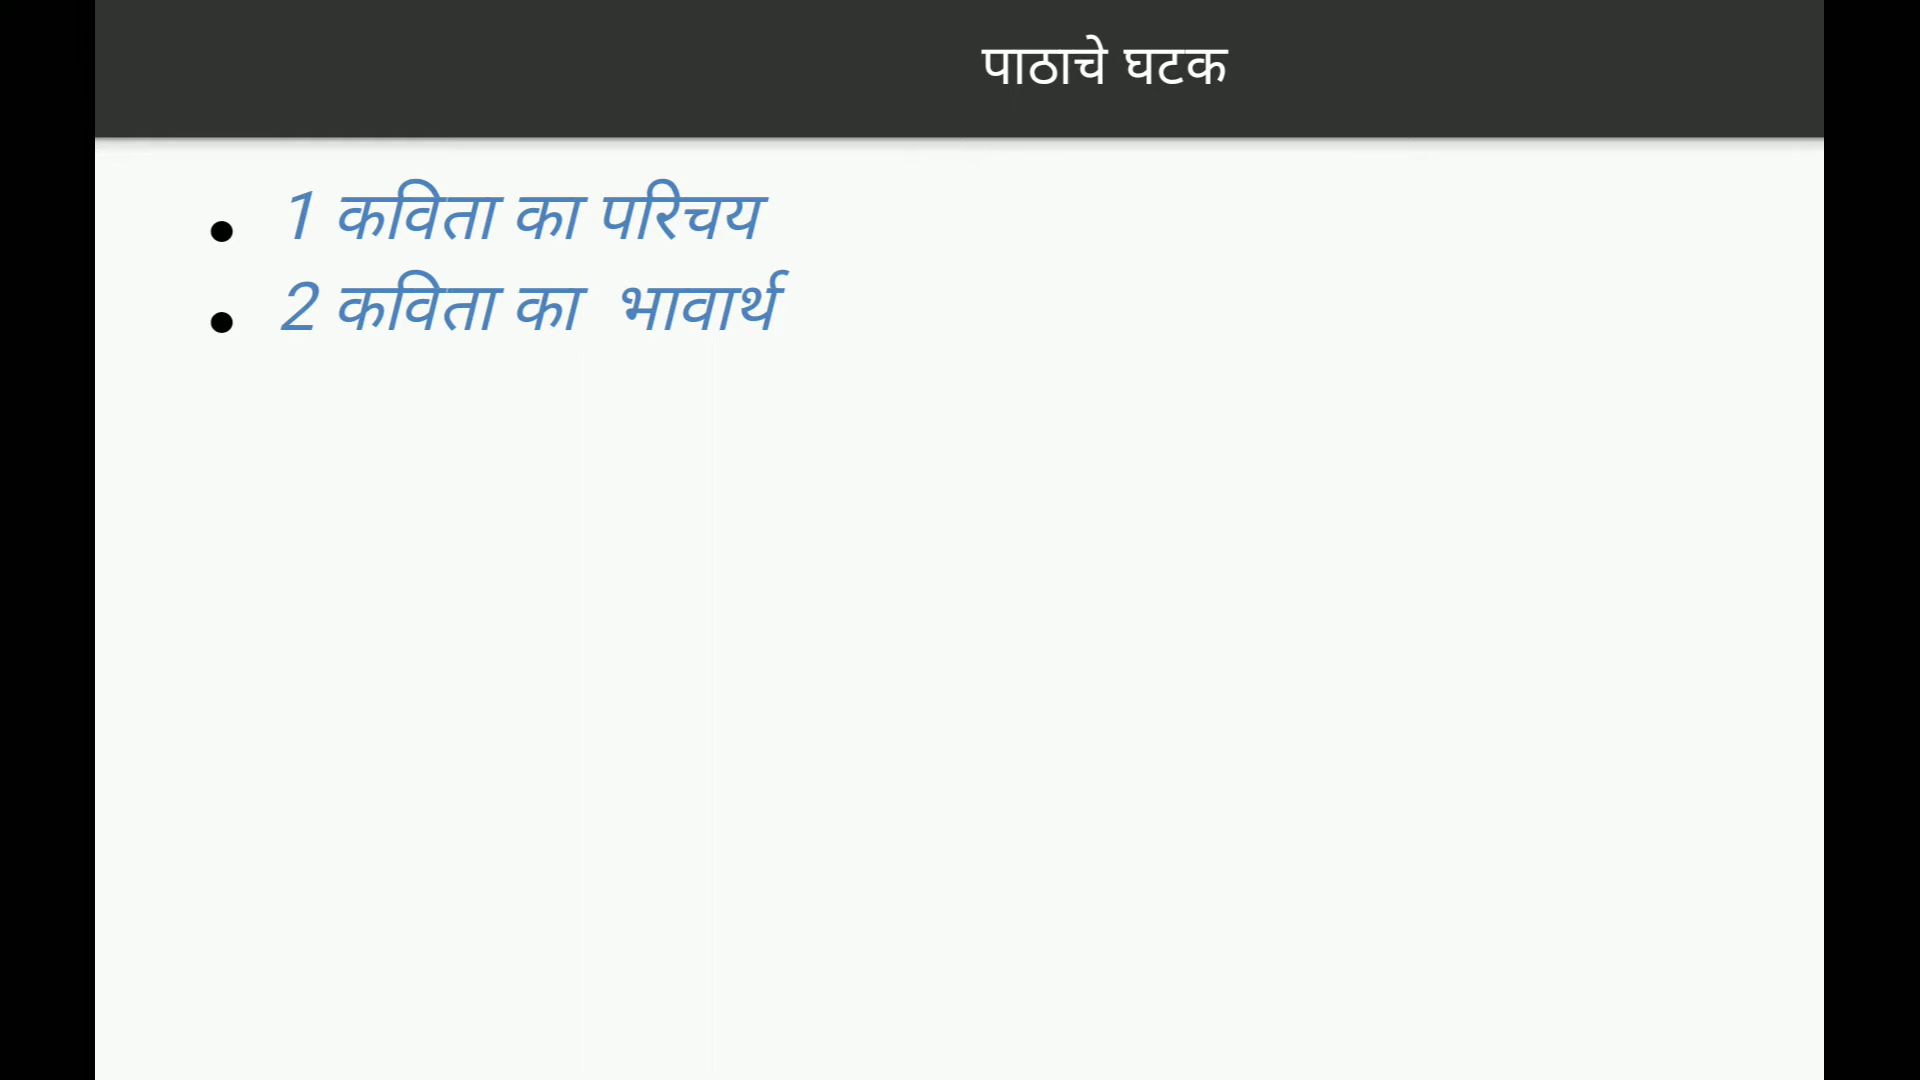 पाठाचे घटक
• 1 कविता का परिचय
• 2 कविता का भावार्थ